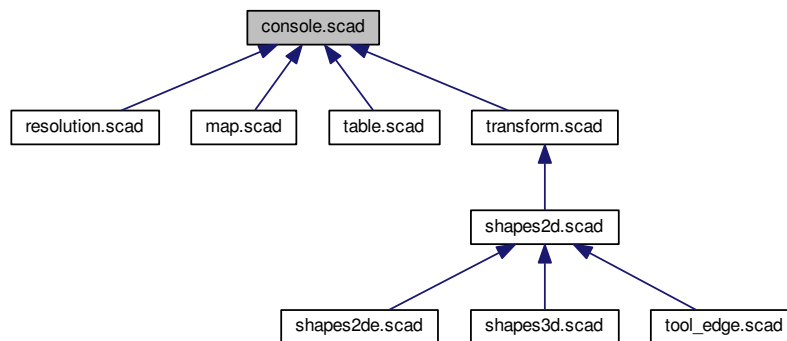 console.scad
resolution.scad
map.scad
table.scad
transform.scad
shapes2d.scad
shapes2de.scad
shapes3d.scad
tool_edge.scad